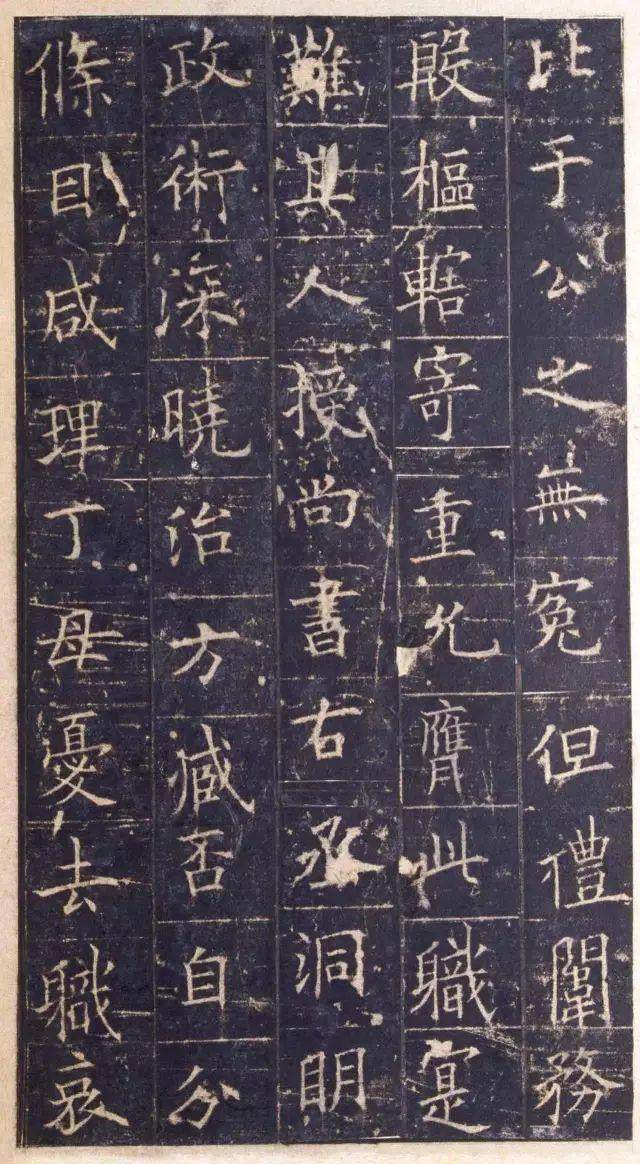 比于公之無冤但禮闈務
殷樞轄寄重允膺此職寔
難其人授尚書右丞洞明
政術深曉治方臧否自分
條目咸理丁母憂去職哀